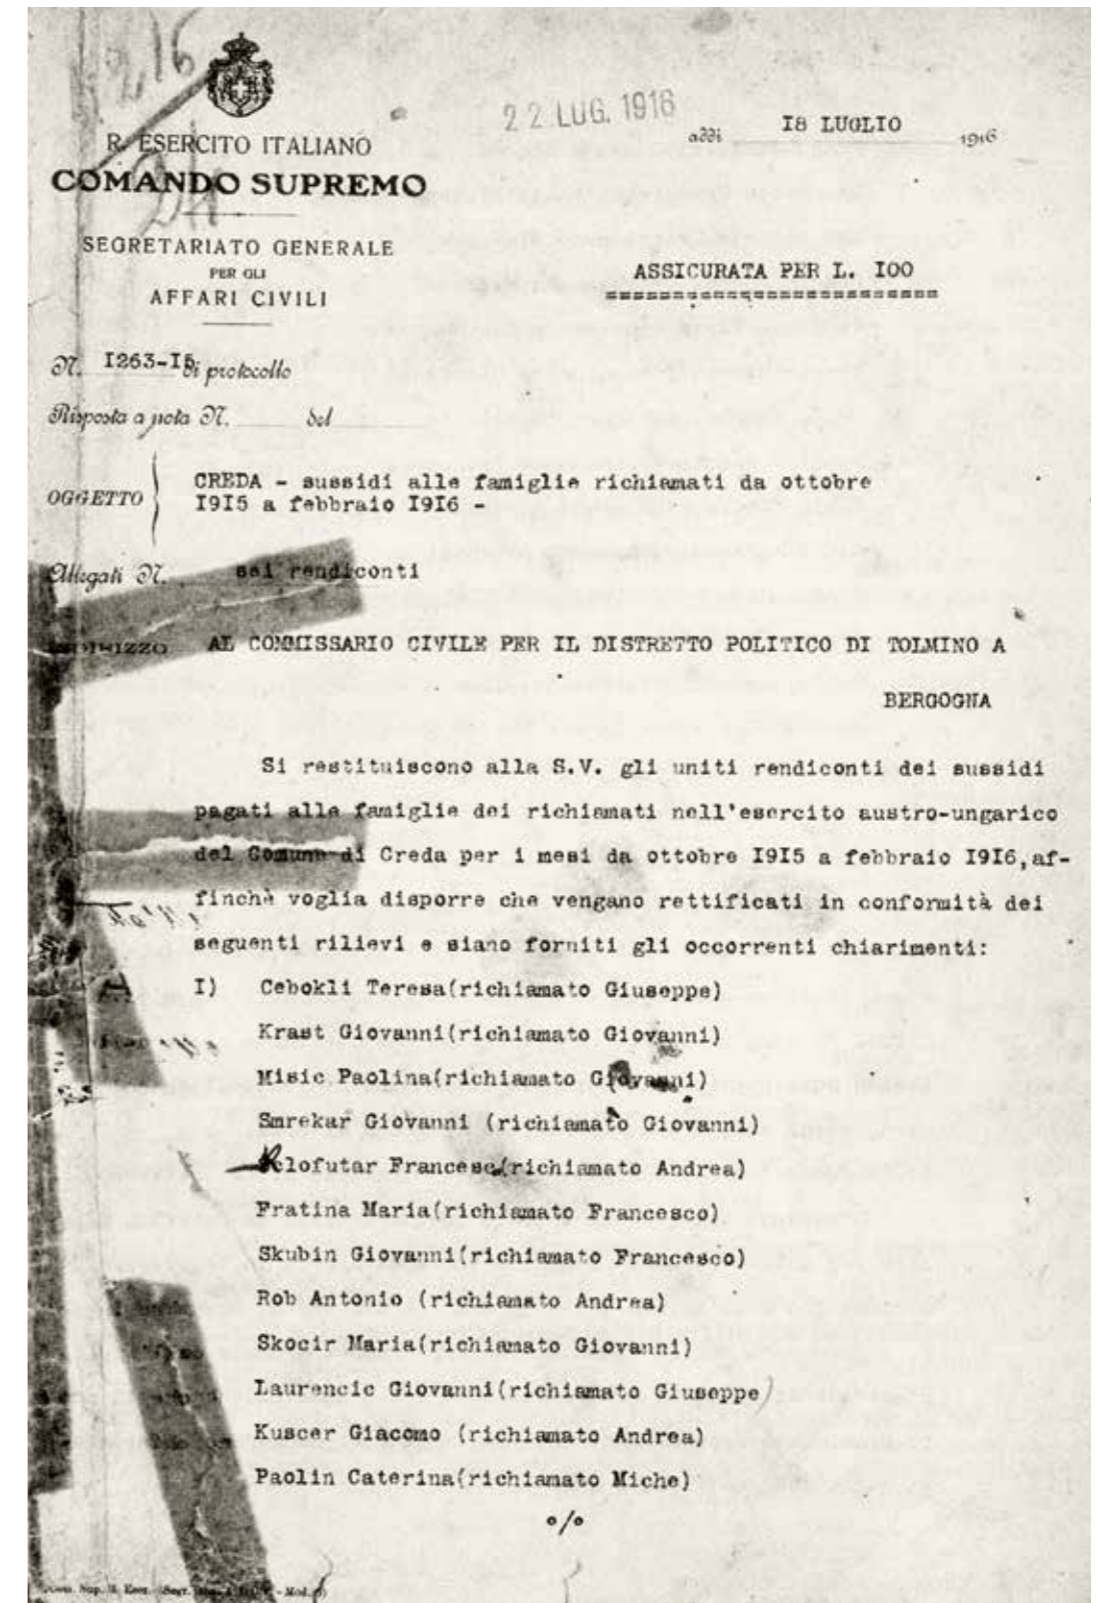 2,16
24
22 LUG. 1916
R. ESERCITO ITALIANO
COMANDO SUPREMO
addì I8 LUGLIO 1916
SEGRETARIATO GENERALE
PER GLI
AFFARI CIVILI
ASSICURATA PER L. I00
=========================
N. I263-I5 di protocollo
Risposta a nota N. del
OGGETTO
CREDA - sussidi alle famiglie richiamati da ottobre
I9I5 a febbraio I9I6 -
Allegati N. sei rendiconti
INDIRIZZO AL COMMISSARIO CIVILE PER IL DISTRETTO POLITICO DI TOLMINO A
BERGOGNA
Si restituiscono alla S.V. gli uniti rendiconti dei sussidi
pagati alle famiglie dei richiamati nell'esercito austro-ungarico
del Comune di Creda per i mesi da ottobre I9I5 a febbraio I9I6,af-
finchè voglia disporre che vengano rettificati in conformità dei
seguenti rilievi e siano forniti gli occorrenti chiarimenti:
I) Cebokli Teresa(richiamato Giuseppe)
Krast Giovanni(richiamato Giovanni)
Misic Paolina(richiamato Giovanni)
Smrekar Giovanni (richiamato Giovanni)
Klofutar Francesc(richiamato Andrea)
Fratina Maria(richiamato Francesco)
Skubin Giovanni(richiamato Francesco)
Rob Antonio (richiamato Andrea)
Skocir Maria(richiamato Giovanni)
Laurencic Giovanni(richiamato Giuseppe)
Kuscer Giacomo (richiamato Andrea)
Paolin Caterina(richiamato Miche)
°/°